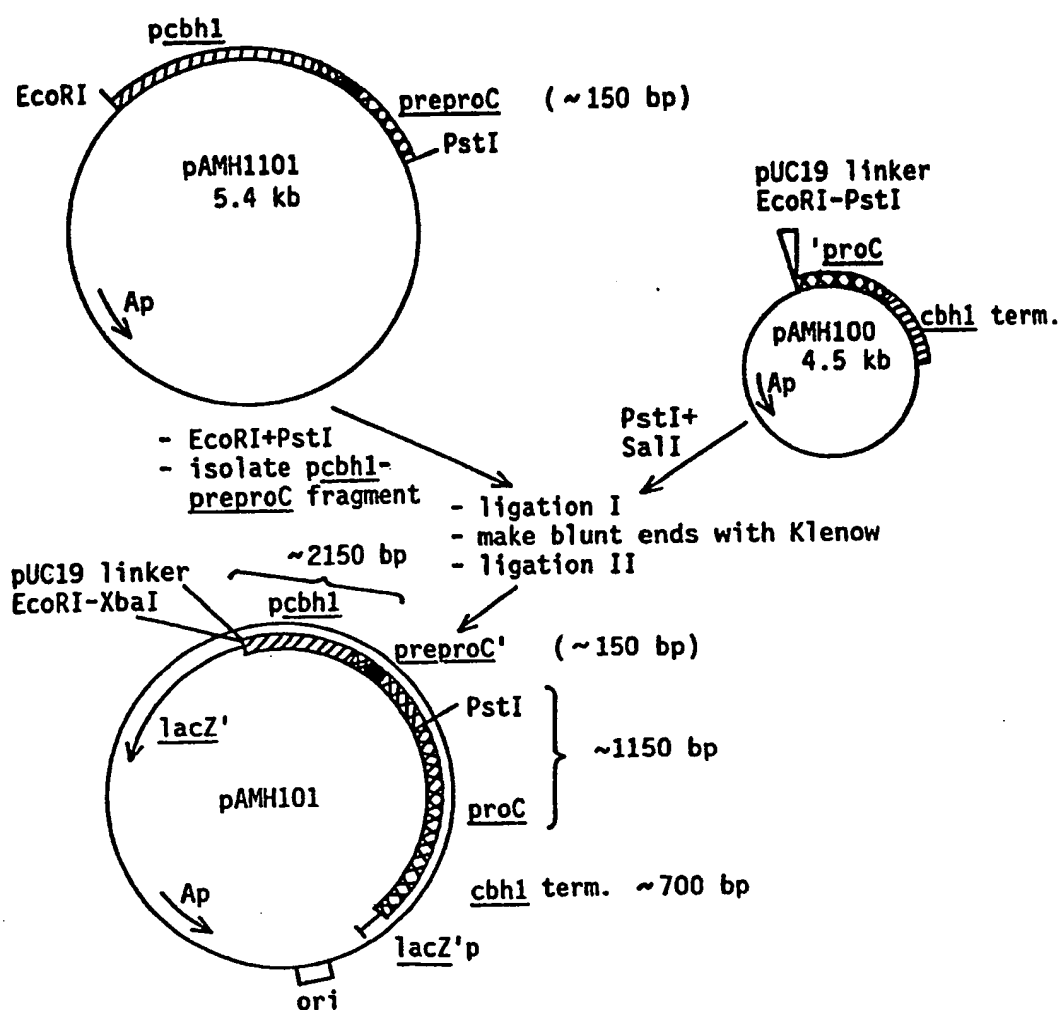 pcbh1
EcoRI
preproC (~150 bp)
PstI
pAMH1101
5.4 kb
Ap
pUC19 linker
EcoRI-PstI
'proC
cbh1 term.
pAMH100
4.5 kb
Ap
- EcoRI+PstI
- isolate pcbh1-
preproC fragment
PstI+
SalI
- ligation I
- make blunt ends with Klenow
- ligation II
~2150 bp
pUC19 linker
EcoRI-XbaI
pcbh1
preproC' (~150 bp)
PstI
~1150 bp
lacZ'
pAMH101
proC
Ap
cbh1 term. ~700 bp
lacZ'p
ori